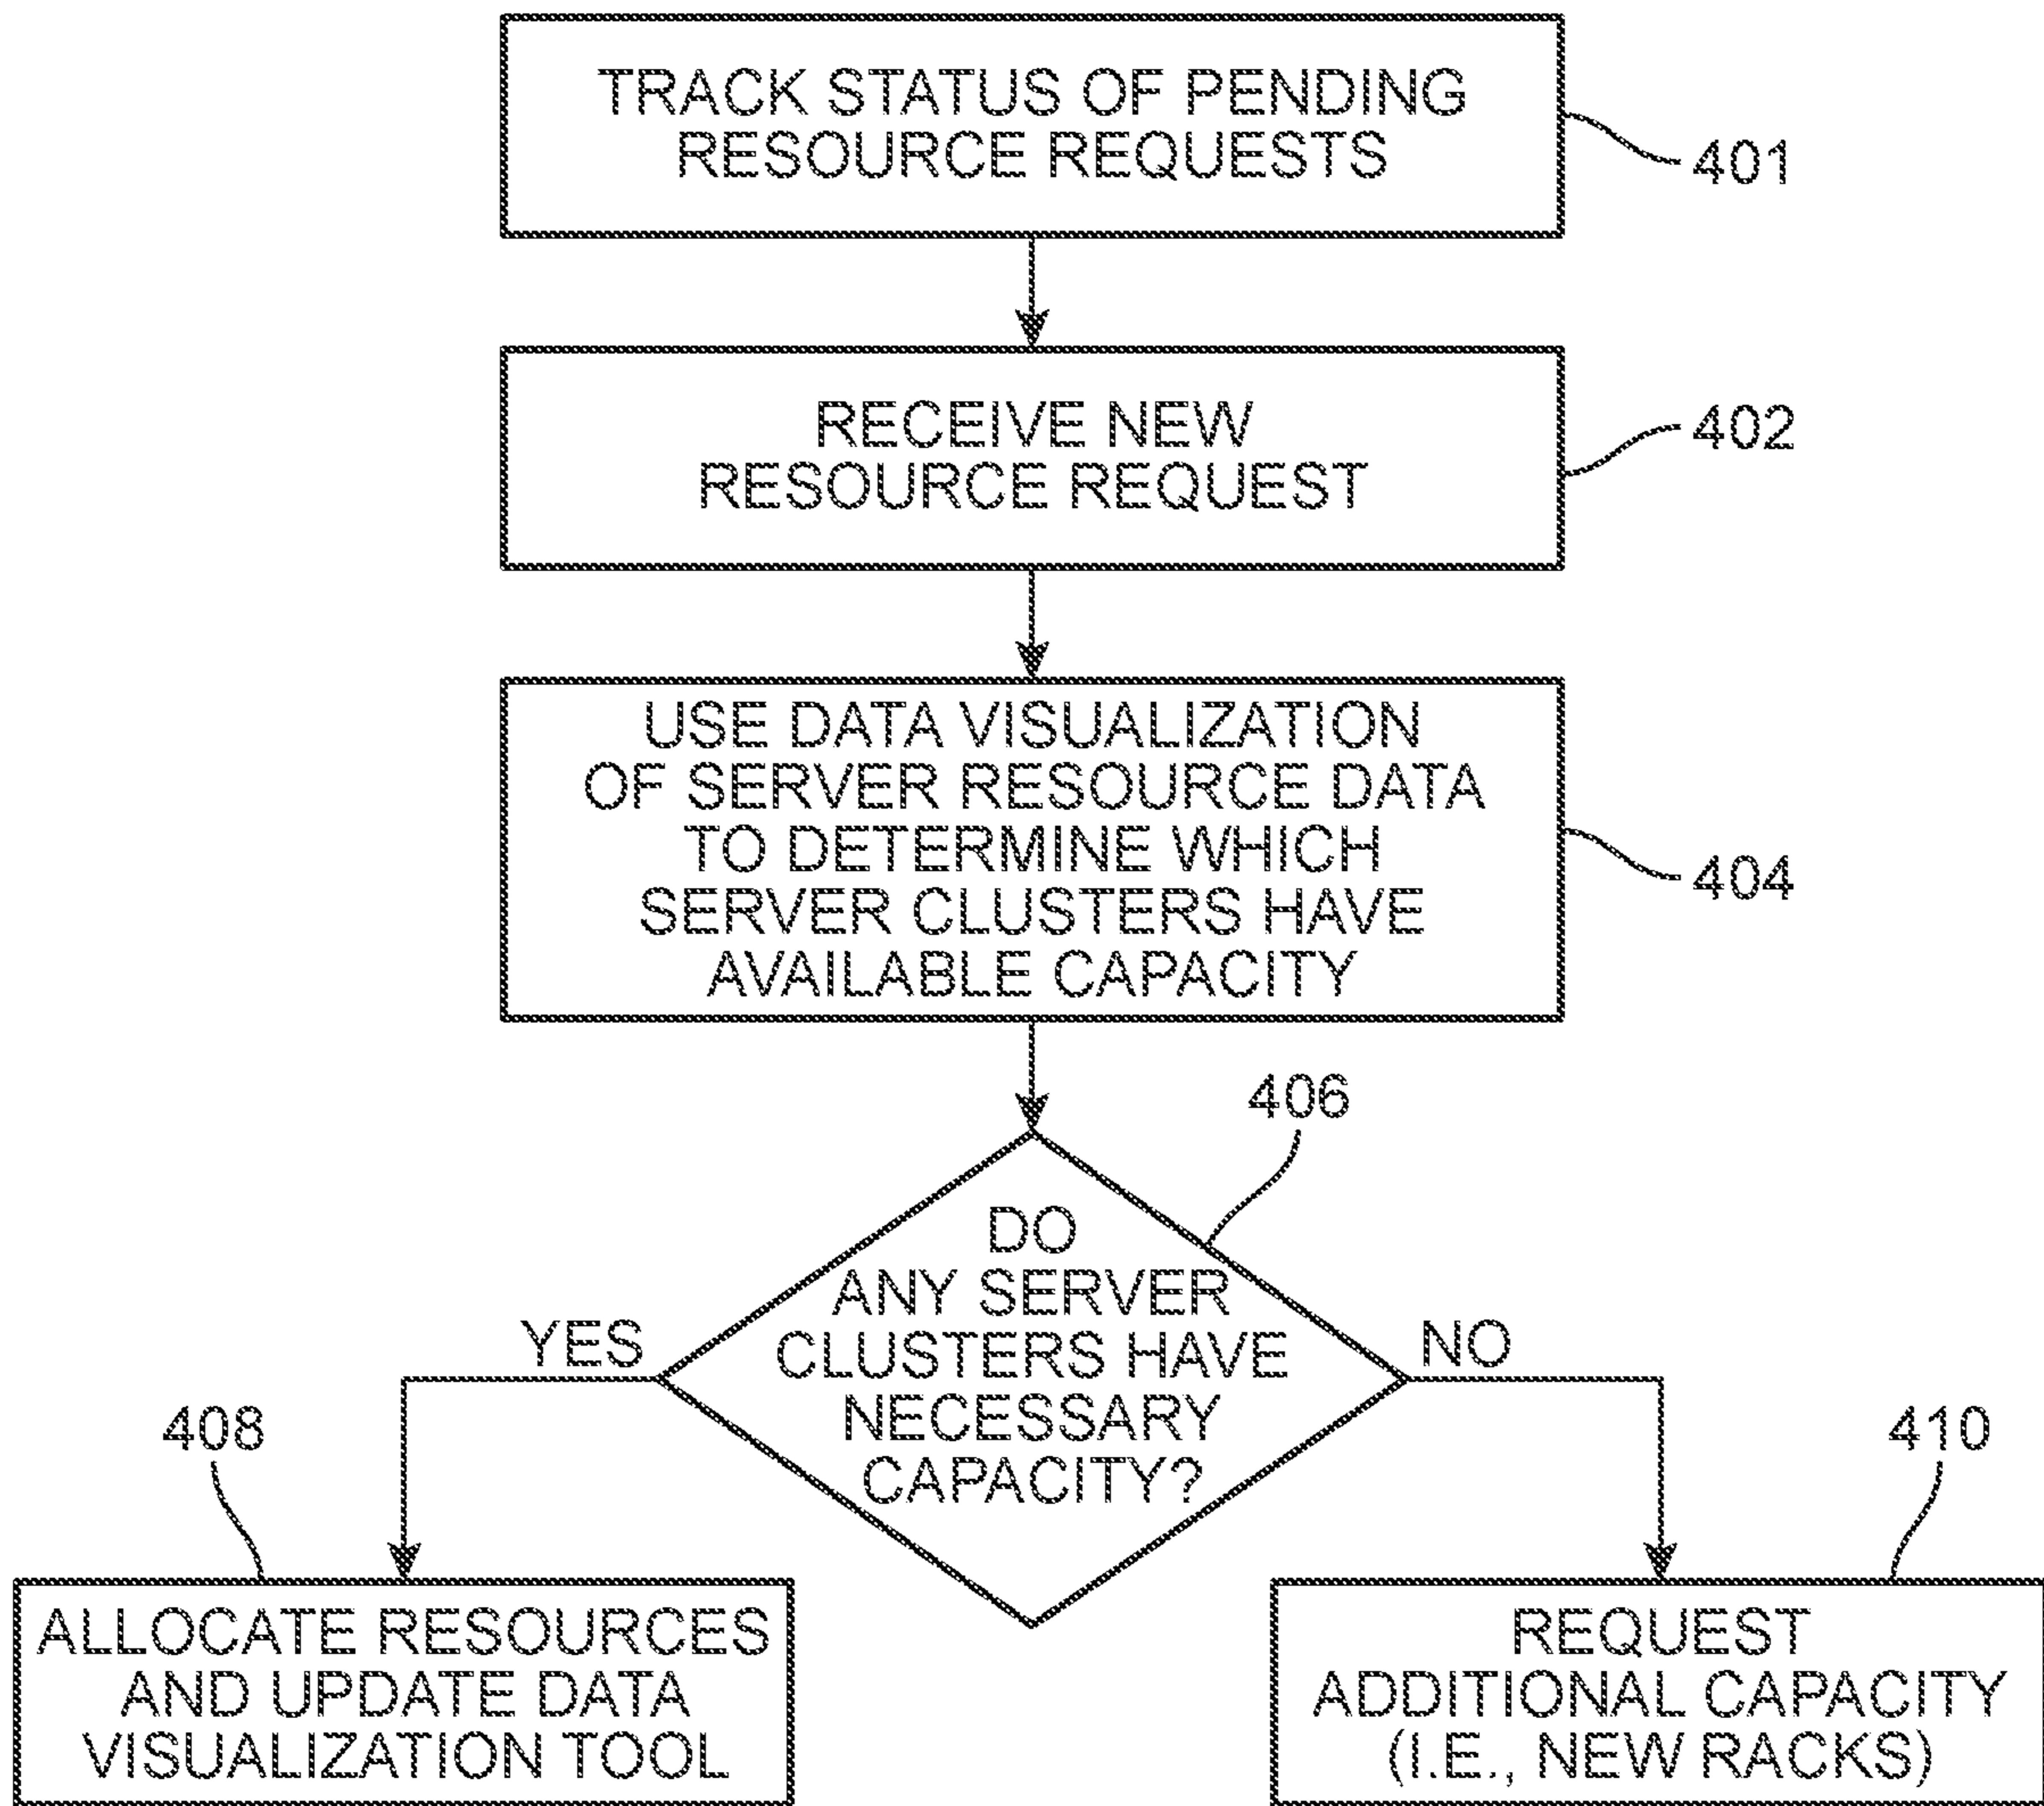 TRACK STATUS OF PENDING
RESOURCE REQUESTS
401
RECEIVE NEW
RESOURCE REQUEST
402
USE DATA VISUALIZATION
OF SERVER RESOURCE DATA
TO DETERMINE WHICH
SERVER CLUSTERS HAVE
AVAILABLE CAPACITY
404
406
DO
ANY SERVER
CLUSTERS HAVE
NECESSARY
CAPACITY?
YES
NO
408
ALLOCATE RESOURCES
AND UPDATE DATA
VISUALIZATION TOOL
410
REQUEST
ADDITIONAL CAPACITY
(I.E., NEW RACKS)